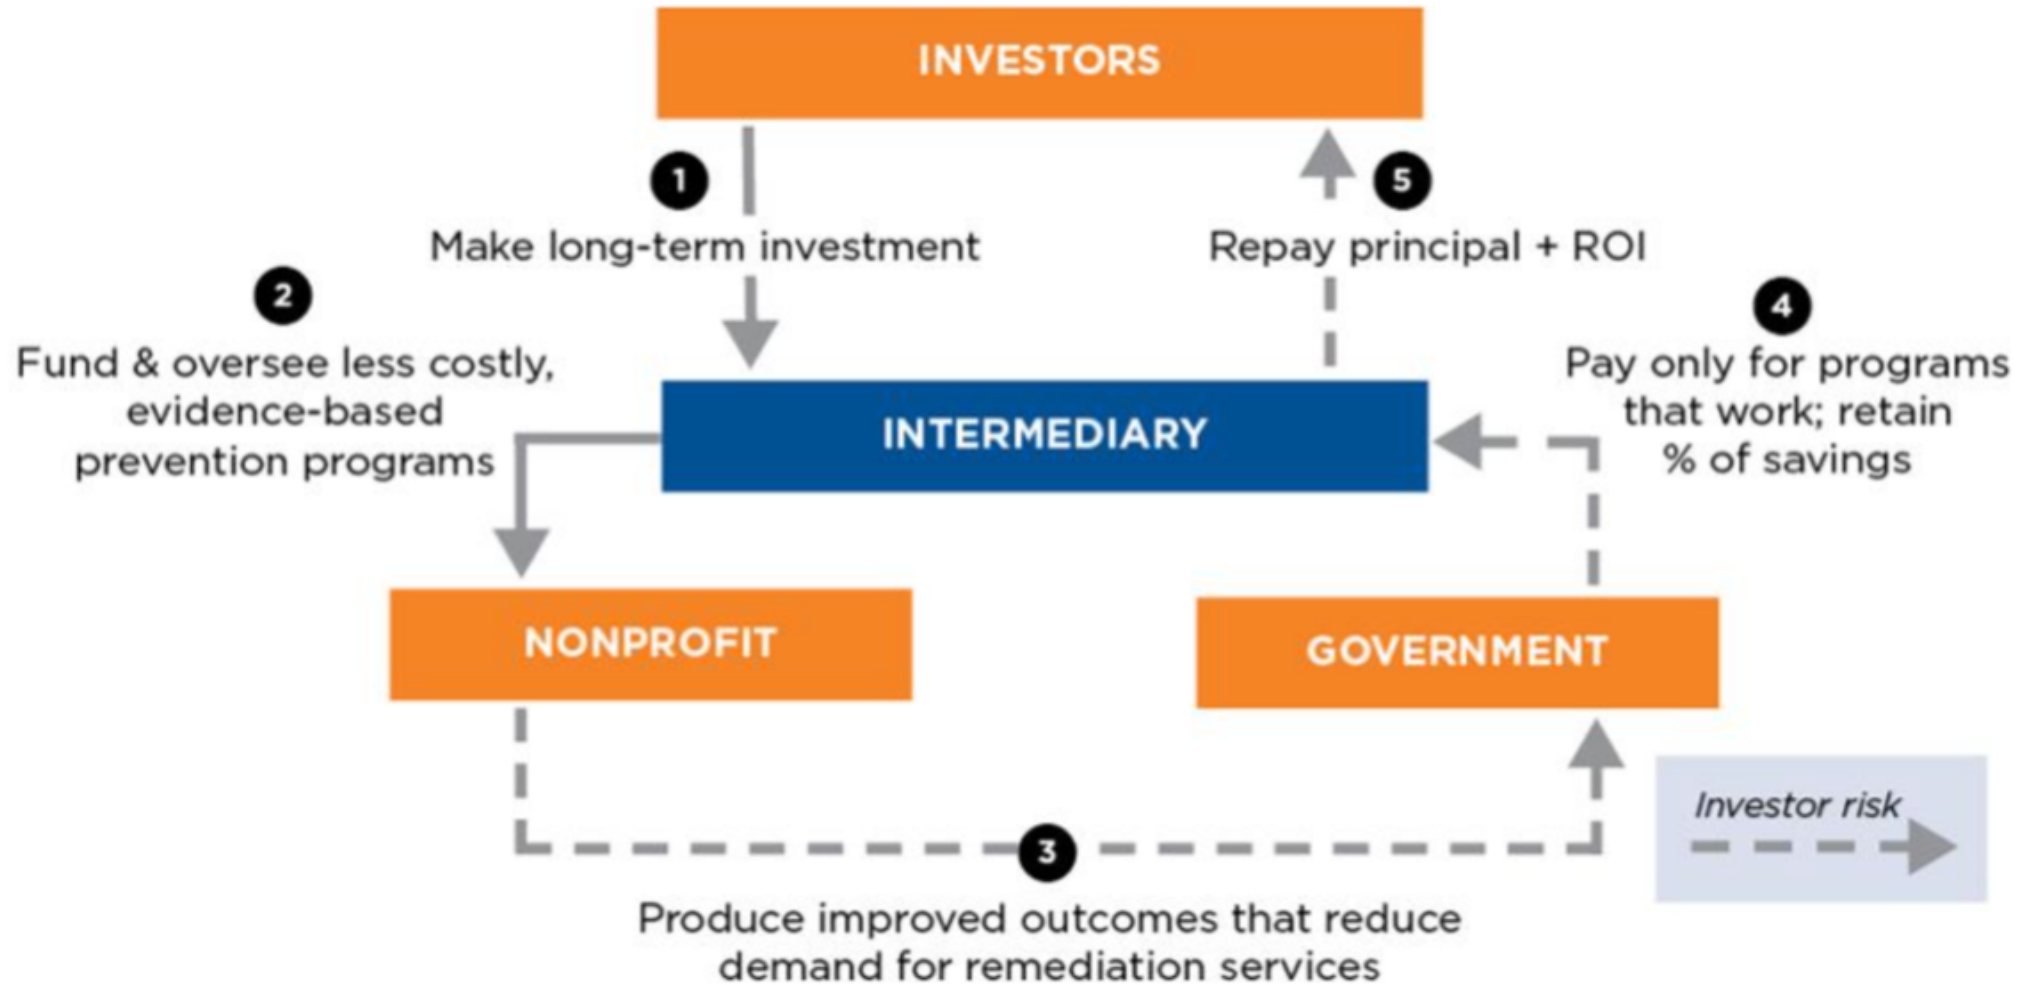 INVESTORS
1
Make long-term investment
5
Repay principal + ROI
2
Fund & oversee less costly,
evidence-based
prevention programs
4
Pay only for programs
that work; retain
% of savings
INTERMEDIARY
NONPROFIT
GOVERNMENT
Investor risk
3
Produce improved outcomes that reduce
demand for remediation services